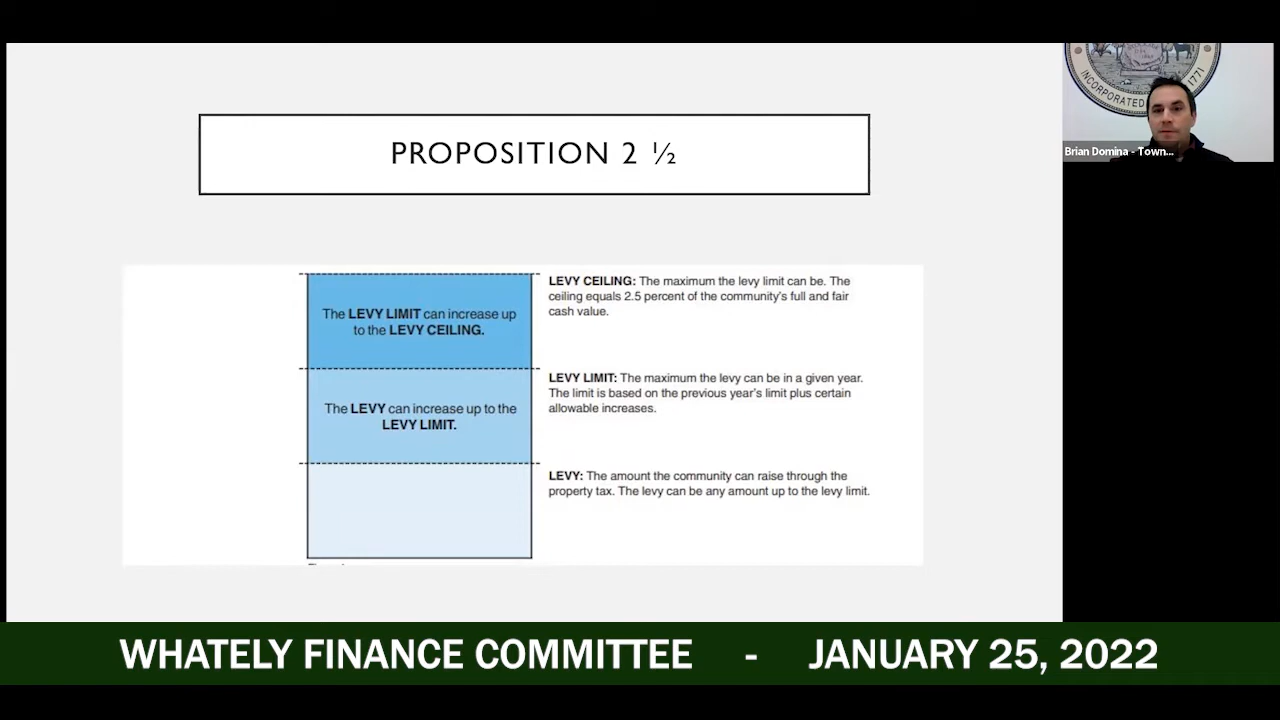 PROPOSITION 2 ½
The LEVY LIMIT can increase up
to the LEVY CEILING.
LEVY CEILING: The maximum the levy limit can be. The
ceiling equals 2.5 percent of the community's full and fair
cash value.
The LEVY can increase up to the
LEVY LIMIT.
LEVY LIMIT: The maximum the levy can be in a given year.
The limit is based on the previous year's limit plus certain
allowable increases.
LEVY: The amount the community can raise through the
property tax. The levy can be any amount up to the levy limit.
INCORPORATED 1771
Brian Domina - Town...
WHATELY FINANCE COMMITTEE - JANUARY 25, 2022